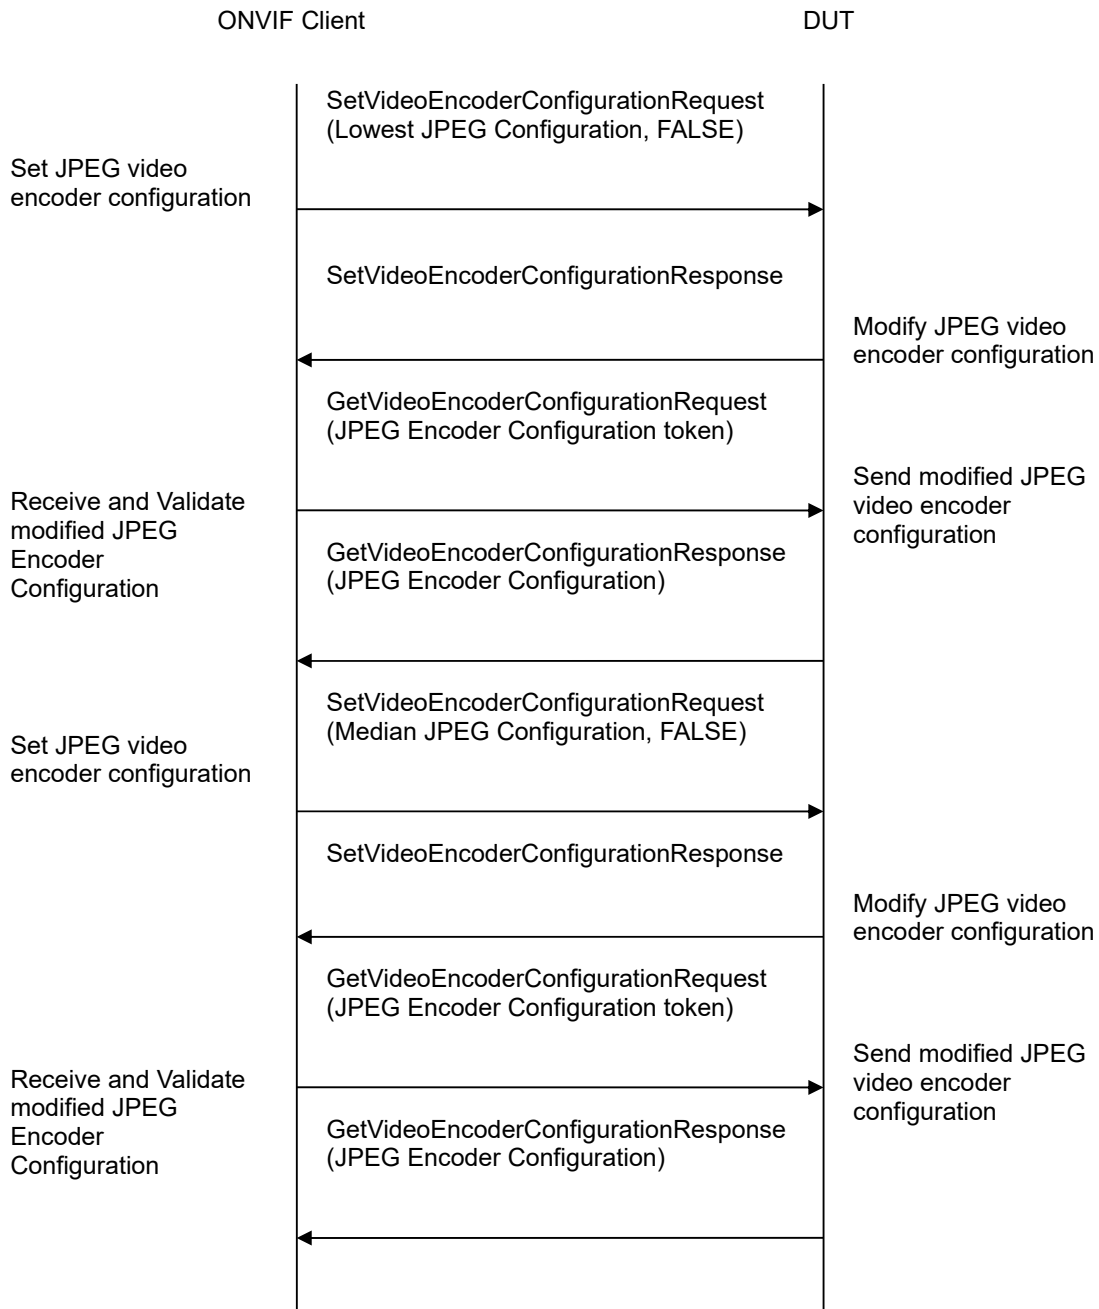 ONVIF Client
DUT
SetVideoEncoderConfigurationRequest
(Lowest JPEG Configuration, FALSE)
Set JPEG video
encoder configuration
SetVideoEncoderConfigurationResponse
Modify JPEG video
encoder configuration
GetVideoEncoderConfigurationRequest
(JPEG Encoder Configuration token)
Send modified JPEG
video encoder
configuration
Receive and Validate
modified JPEG
Encoder
Configuration
GetVideoEncoderConfigurationResponse
(JPEG Encoder Configuration)
SetVideoEncoderConfigurationRequest
(Median JPEG Configuration, FALSE)
Set JPEG video
encoder configuration
SetVideoEncoderConfigurationResponse
Modify JPEG video
encoder configuration
GetVideoEncoderConfigurationRequest
(JPEG Encoder Configuration token)
Send modified JPEG
video encoder
configuration
Receive and Validate
modified JPEG
Encoder
Configuration
GetVideoEncoderConfigurationResponse
(JPEG Encoder Configuration)